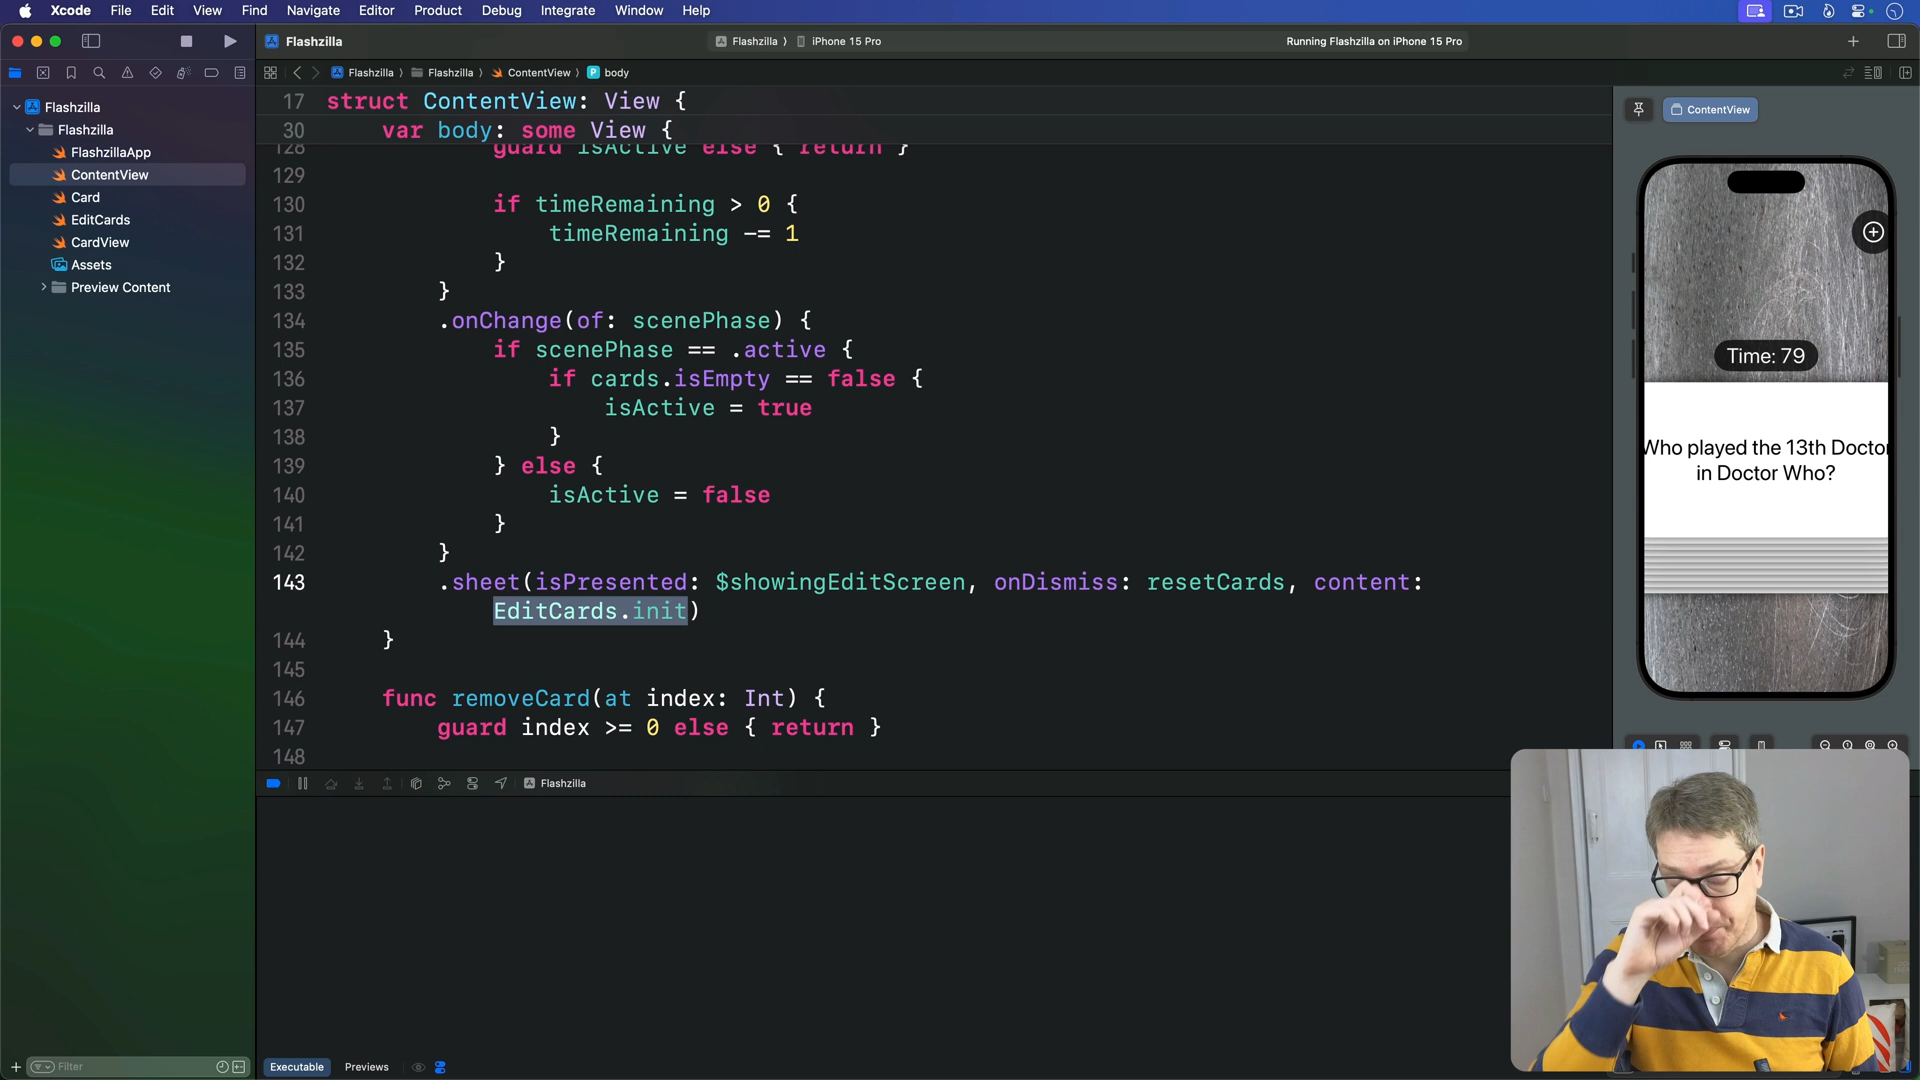 Xcode File Edit View Find Navigate Editor Product Debug Integrate Window Help
Flashzilla
Flashzilla 〉 iPhone 15 Pro
Running Flashzilla on iPhone 15 Pro
Flashzilla 〉 Flashzilla 〉 ContentView 〉 P body
Flashzilla
Flashzilla
FlashzillaApp
ContentView
Card
EditCards
CardView
Assets
Preview Content
17 struct ContentView: View {
30 var body: some View {
128 guard isActive else { return }
129
130 if timeRemaining > 0 {
131 timeRemaining -= 1
132 }
133 }
134 .onChange(of: scenePhase) {
135 if scenePhase == .active {
136 if cards.isEmpty == false {
137 isActive = true
138 }
139 } else {
140 isActive = false
141 }
142 }
143 .sheet(isPresented: $showingEditScreen, onDismiss: resetCards, content:
EditCards.init)
144 }
145
146 func removeCard(at index: Int) {
147 guard index >= 0 else { return }
148
ContentView
Time: 79
Who played the 13th Doctor
in Doctor Who?
Flashzilla
Filter
Executable Previews